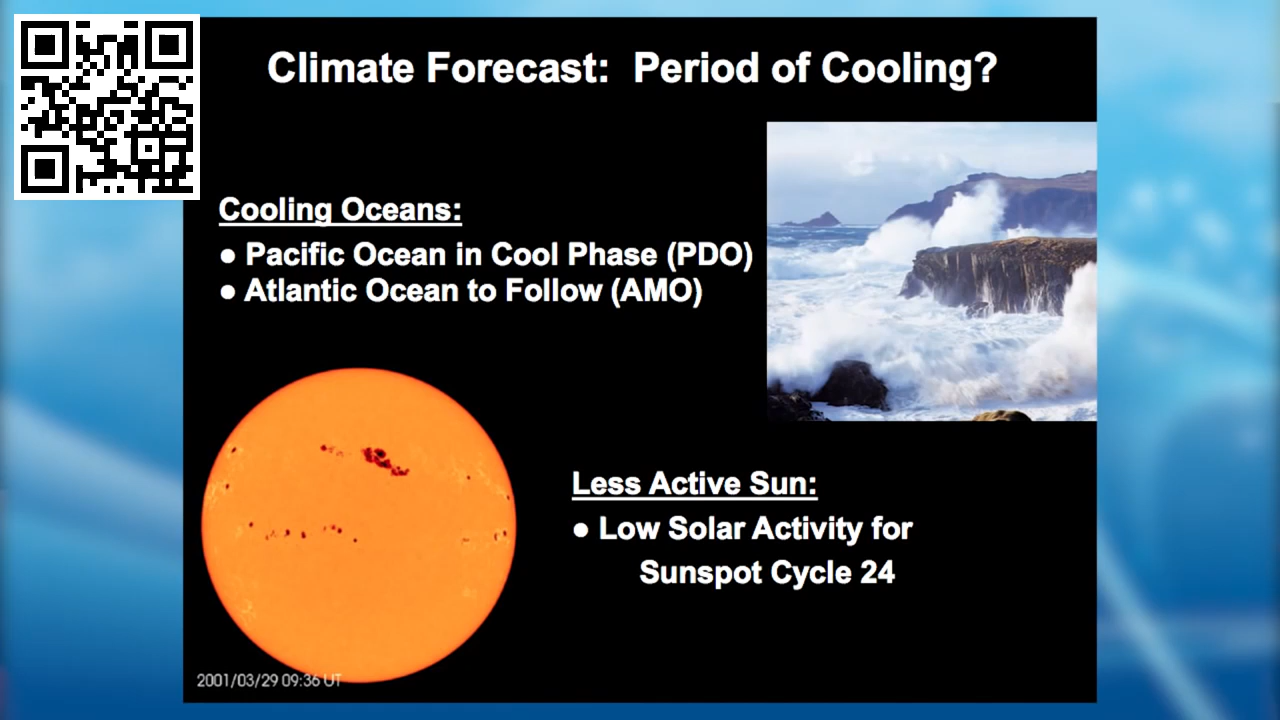 Climate Forecast: Period of Cooling?
Cooling Oceans:
● Pacific Ocean in Cool Phase (PDO)
● Atlantic Ocean to Follow (AMO)
Less Active Sun:
● Low Solar Activity for
Sunspot Cycle 24
2001/03/29 09:36 UT